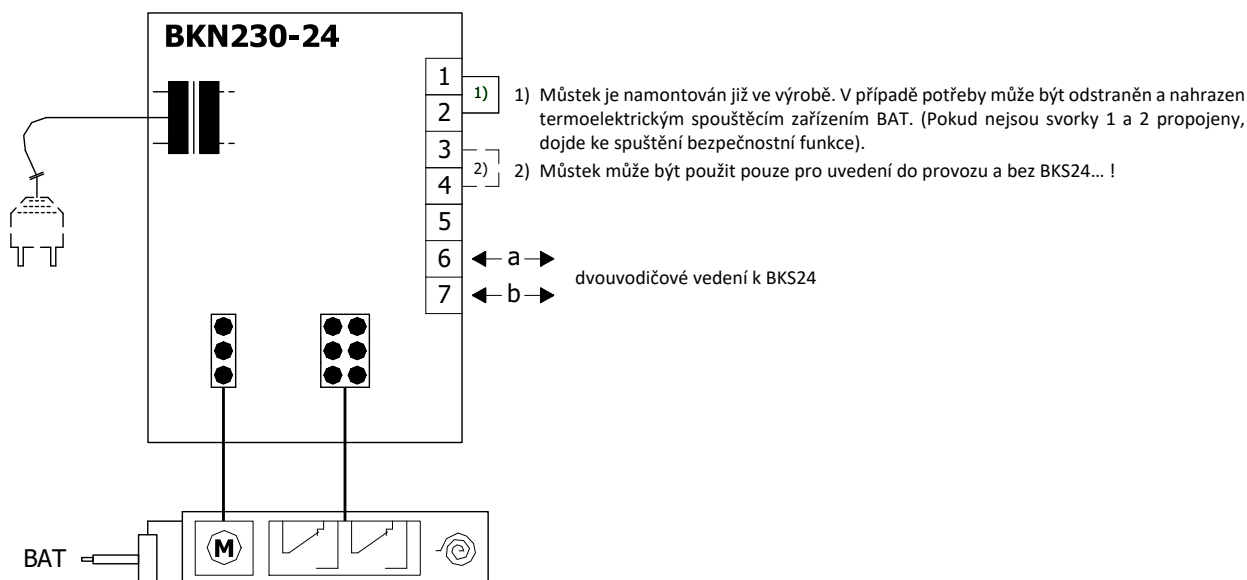 BKN230-24
1
2
3
4
5
6
7
1)
2)
1) Můstek je namontován již ve výrobě. V případě potřeby může být odstraněn a nahrazen
termoelektrickým spouštěcím zařízením BAT. (Pokud nejsou svorky 1 a 2 propojeny,
dojde ke spuštění bezpečnostní funkce).
2) Můstek může být použit pouze pro uvedení do provozu a bez BKS24… !
a
b
dvouvodičové vedení k BKS24
BAT
M